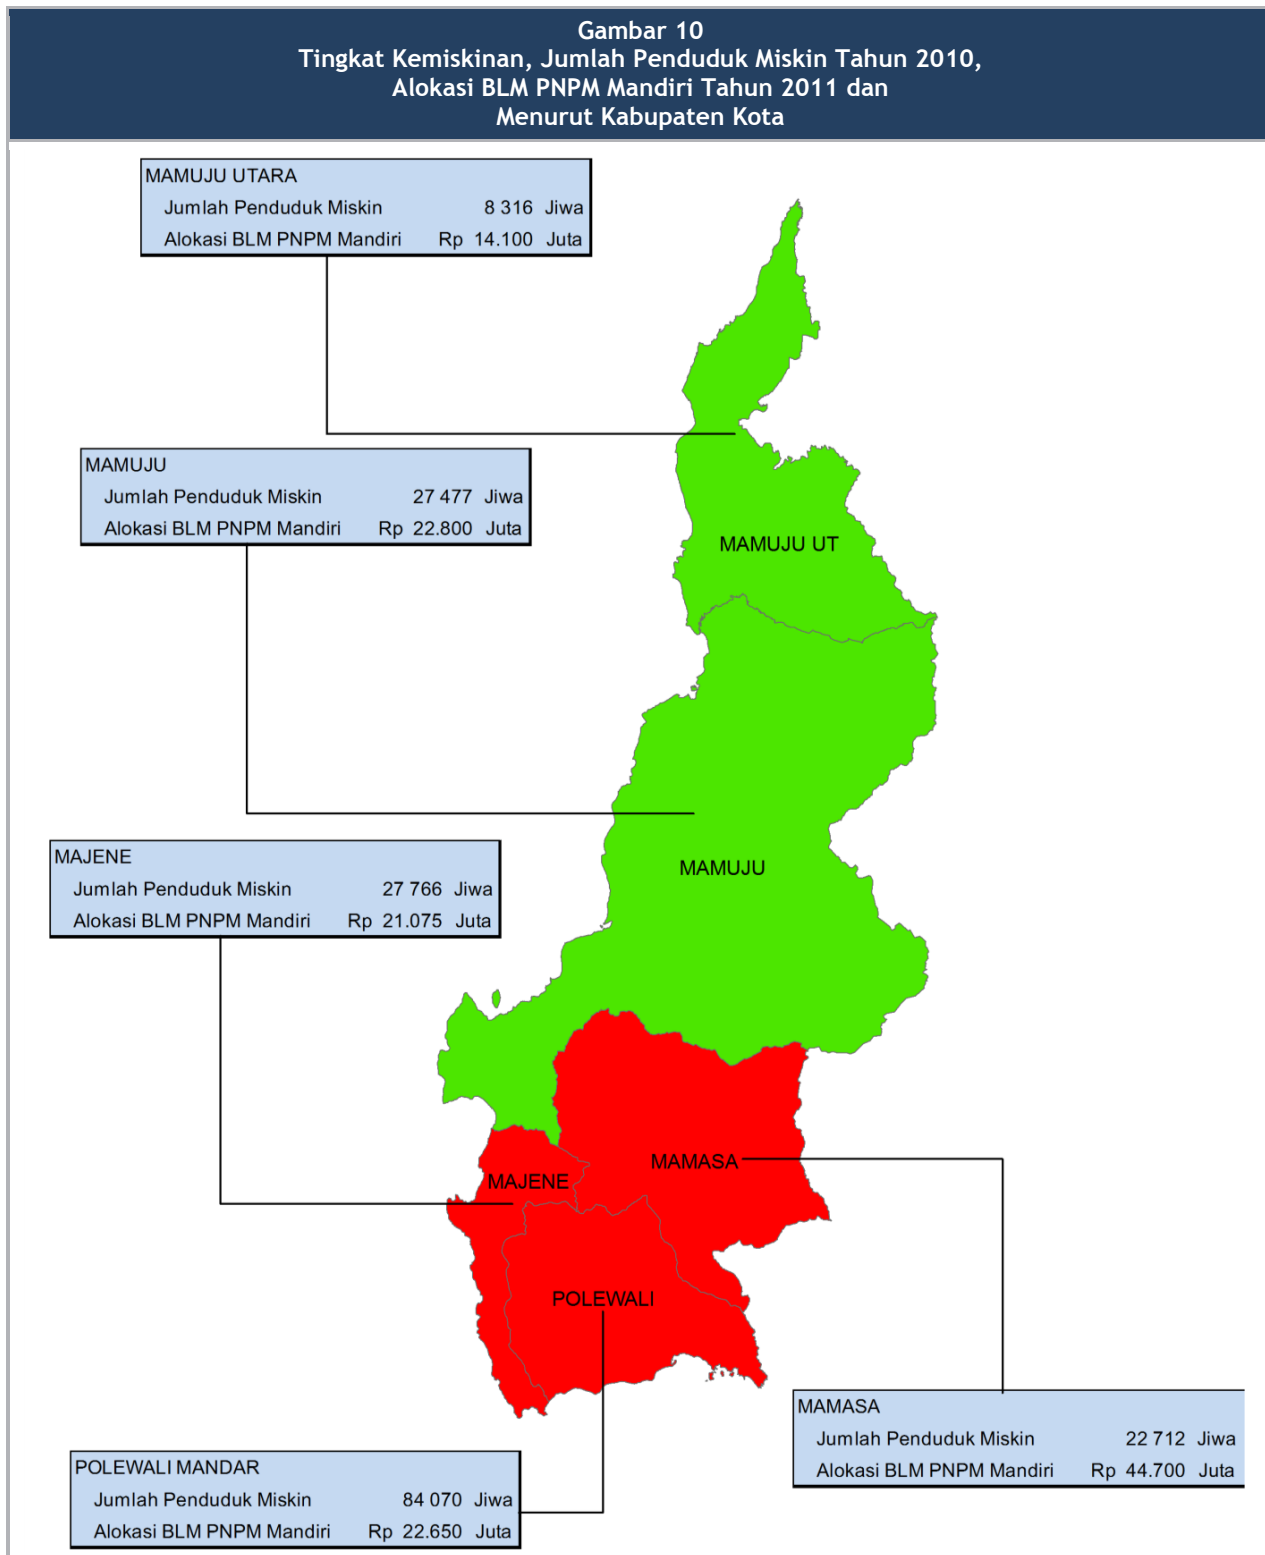 Gambar 10
Tingkat Kemiskinan, Jumlah Penduduk Miskin Tahun 2010,
Alokasi BLM PNPM Mandiri Tahun 2011 dan
Menurut Kabupaten Kota
MAMUJU UTARA
Jumlah Penduduk Miskin 8 316 Jiwa
Alokasi BLM PNPM Mandiri Rp 14.100 Juta
MAMUJU
Jumlah Penduduk Miskin 27 477 Jiwa
Alokasi BLM PNPM Mandiri Rp 22.800 Juta
MAMUJU UT
MAJENE
Jumlah Penduduk Miskin 27 766 Jiwa
Alokasi BLM PNPM Mandiri Rp 21.075 Juta
MAMUJU
MAMASA
MAJENE
POLEWALI
MAMASA
Jumlah Penduduk Miskin 22 712 Jiwa
Alokasi BLM PNPM Mandiri Rp 44.700 Juta
POLEWALI MANDAR
Jumlah Penduduk Miskin 84 070 Jiwa
Alokasi BLM PNPM Mandiri Rp 22.650 Juta